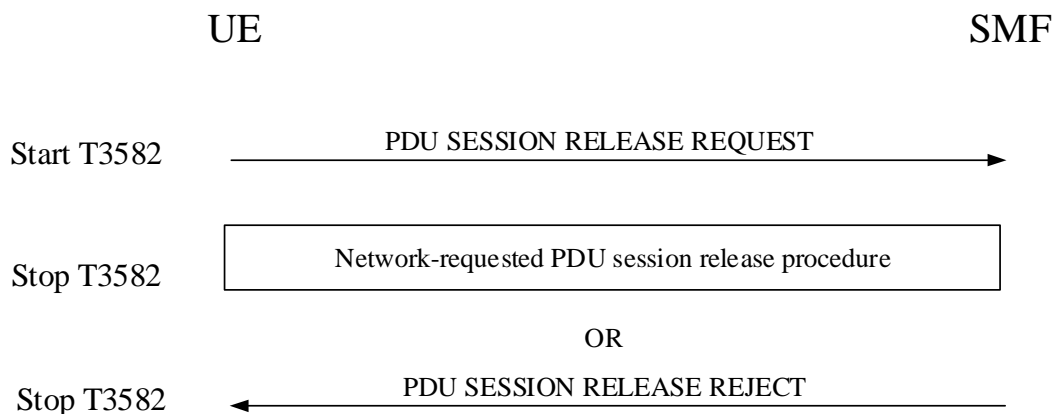 UE
SMF
Start T3582
PDU SESSION RELEASE REQUEST
Stop T3582
Network-requested PDU session release procedure
OR
Stop T3582
PDU SESSION RELEASE REJECT